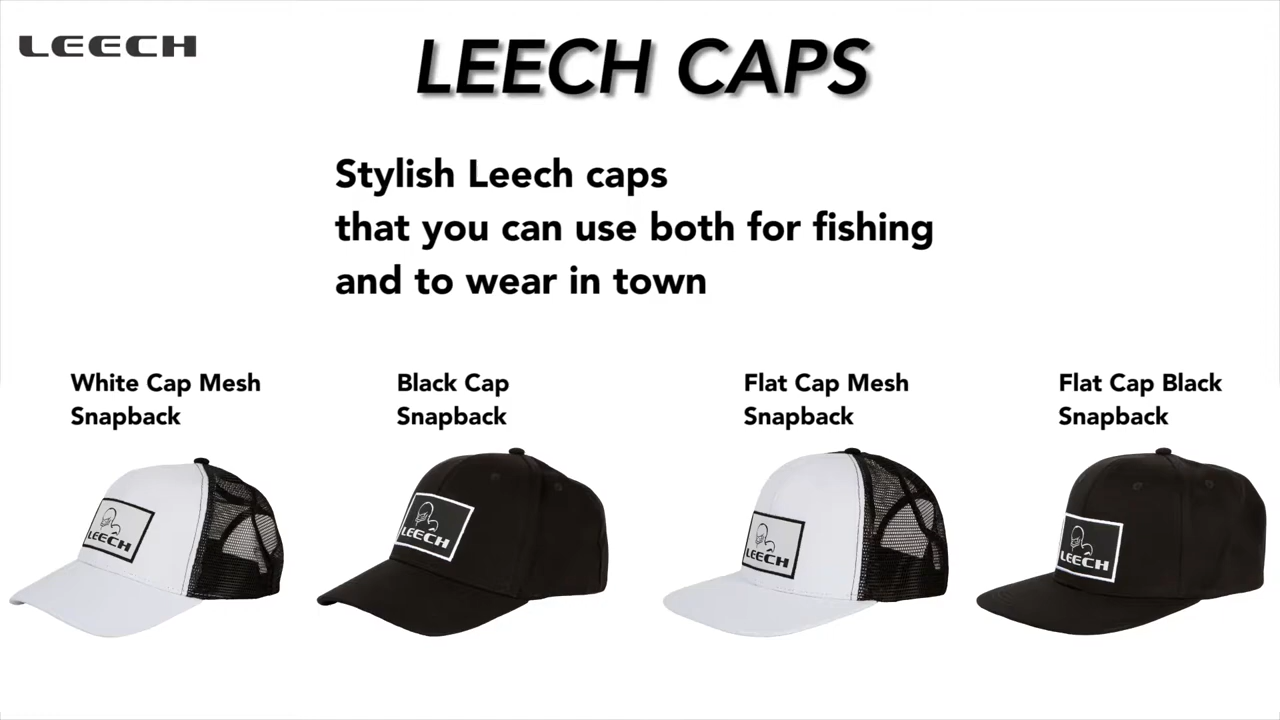 LEECH
LEECH CAPS
Stylish Leech caps
that you can use both for fishing
and to wear in town
White Cap Mesh
Snapback
Black Cap
Snapback
Flat Cap Mesh
Snapback
Flat Cap Black
Snapback
LEECH
LEECH
LEECH
LEECH